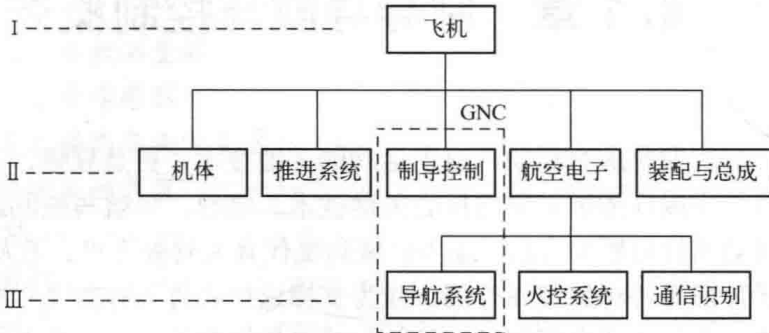 I
飞机
GNC
II
机体
推进系统
制导控制
航空电子
装配与总成
导航系统
火控系统
通信识别
III